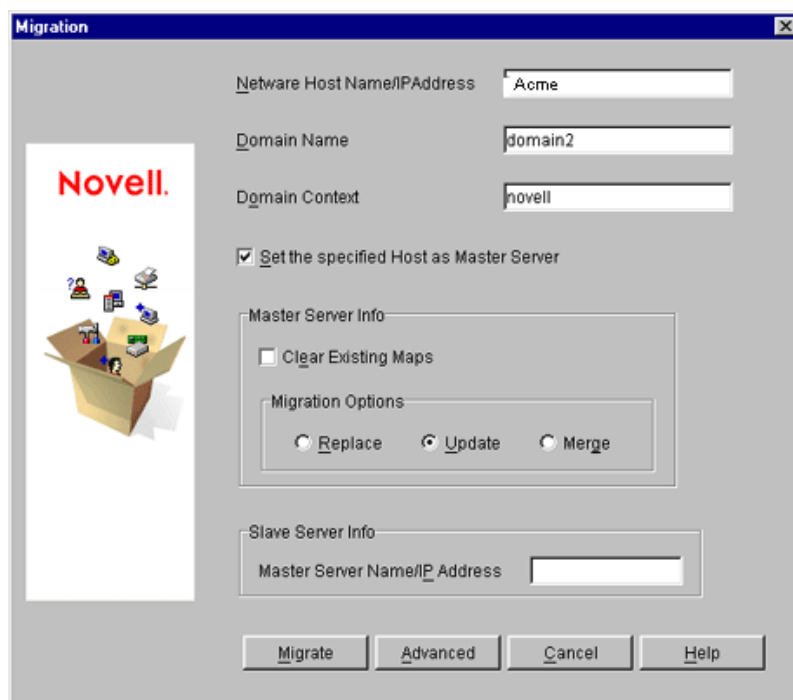 Migration
Netware Host Name/IPAddress
Acme
Domain Name
domain2
Domain Context
novell
Novell.
Set the specified Host as Master Server
Master Server Info
Clear Existing Maps
Migration Options
Replace Update Merge
Slave Server Info
Master Server Name/IP Address
Migrate Advanced Cancel Help